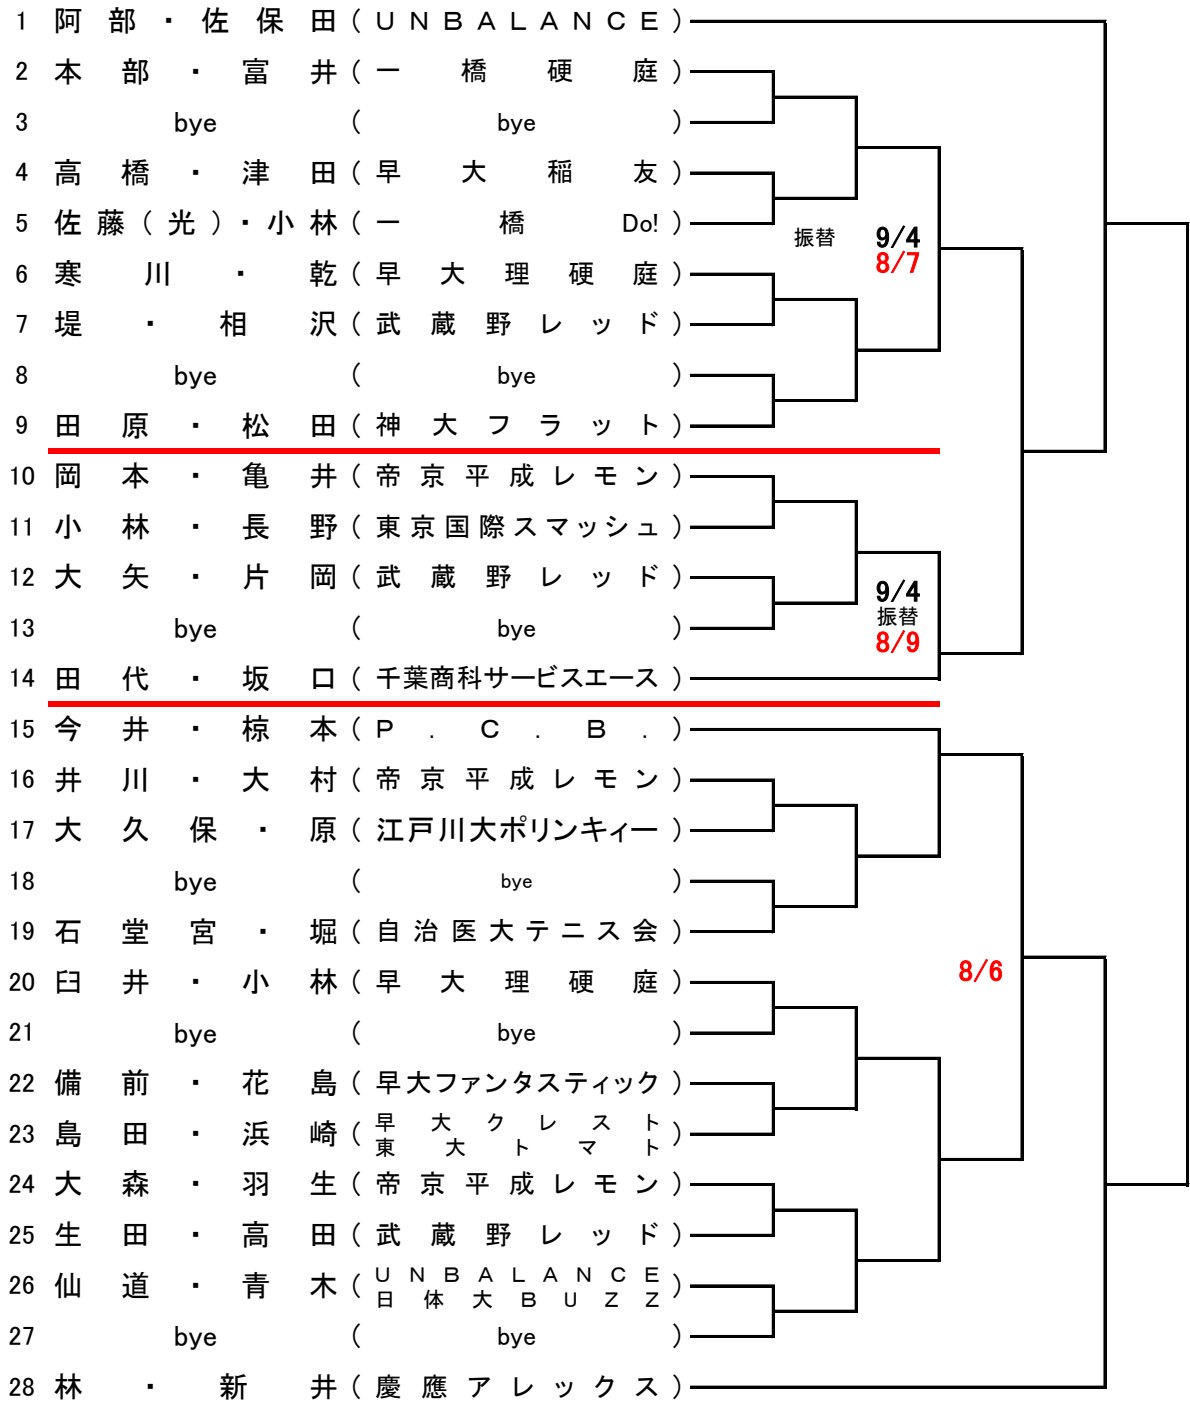 1 阿部・佐保田(UNBALANCE)
2 本部・富井(一橋硬庭)
3 bye(bye)
4 高橋・津田(早大稲友)
5 佐藤(光)・小林(一橋Do!)
振替 9/4
8/7
6 寒川・乾(早大理硬庭)
7 堤・相沢(武蔵野レッド)
8 bye(bye)
9 田原・松田(神大フラット)
10 岡本・亀井(帝京平成レモン)
11 小林・長野(東京国際スマッシュ)
12 大矢・片岡(武蔵野レッド)
9/4
振替
8/9
13 bye(bye)
14 田代・坂口(千葉商科サービスエース)
15 今井・椋本(P.C.B.)
16 井川・大村(帝京平成レモン)
17 大久保・原(江戸川大ポリンキィー)
18 bye(bye)
19 石堂宮・堀(自治医大テニス会)
8/6
20 臼井・小林(早大理硬庭)
21 bye(bye)
22 備前・花島(早大ファンタスティック)
23 島田・浜崎(早大クレスト
東大トマト)
24 大森・羽生(帝京平成レモン)
25 生田・高田(武蔵野レッド)
26 仙道・青木(UNBALANCE
日体大BUZZ)
27 bye(bye)
28 林・新井(慶應アレックス)